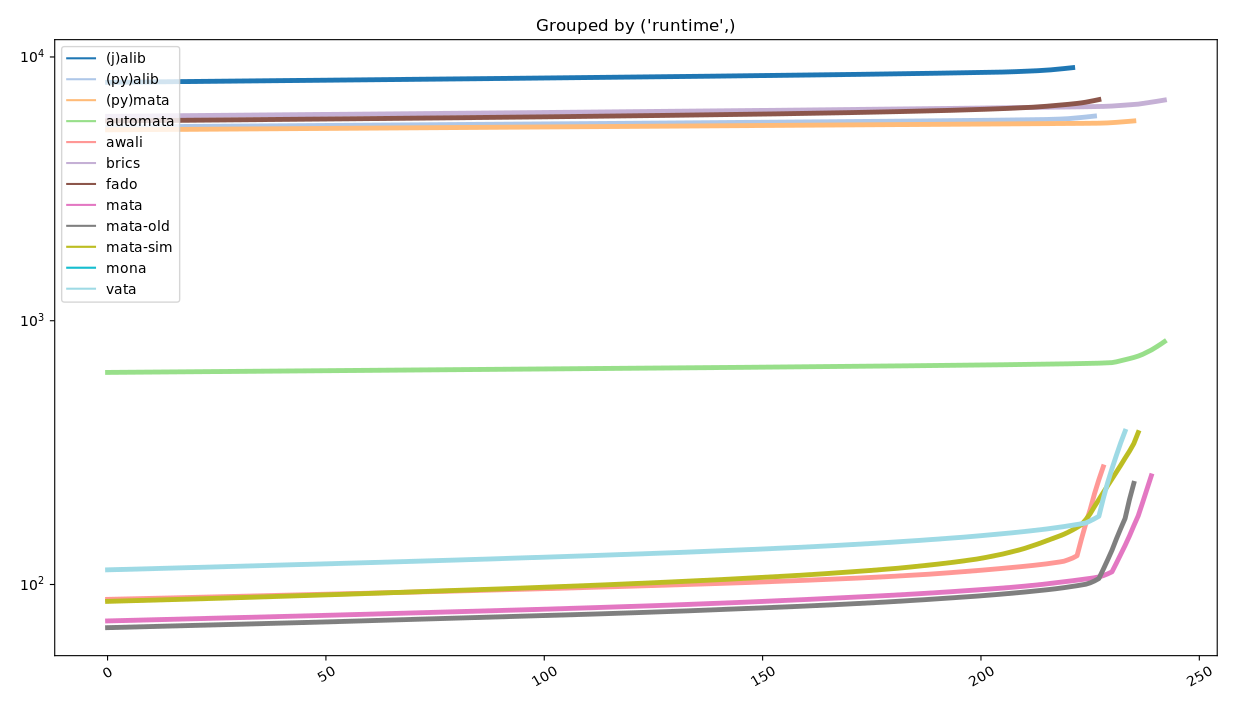 Grouped by ('runtime',)
10^4
10^3
10^2
(j)alib
(py)alib
(py)mata
automata
awali
brics
fado
mata
mata-old
mata-sim
mona
vata
0
50
100
150
200
250